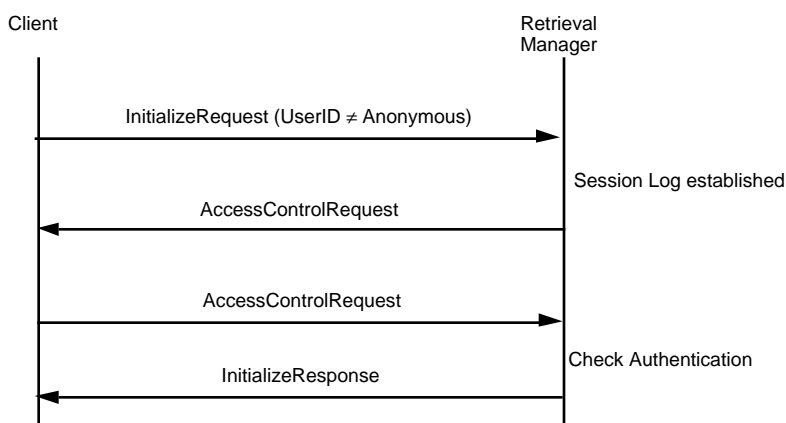 Client
Retrieval
Manager
InitializeRequest (UserID ≠ Anonymous)
Session Log established
AccessControlRequest
AccessControlRequest
Check Authentication
InitializeResponse